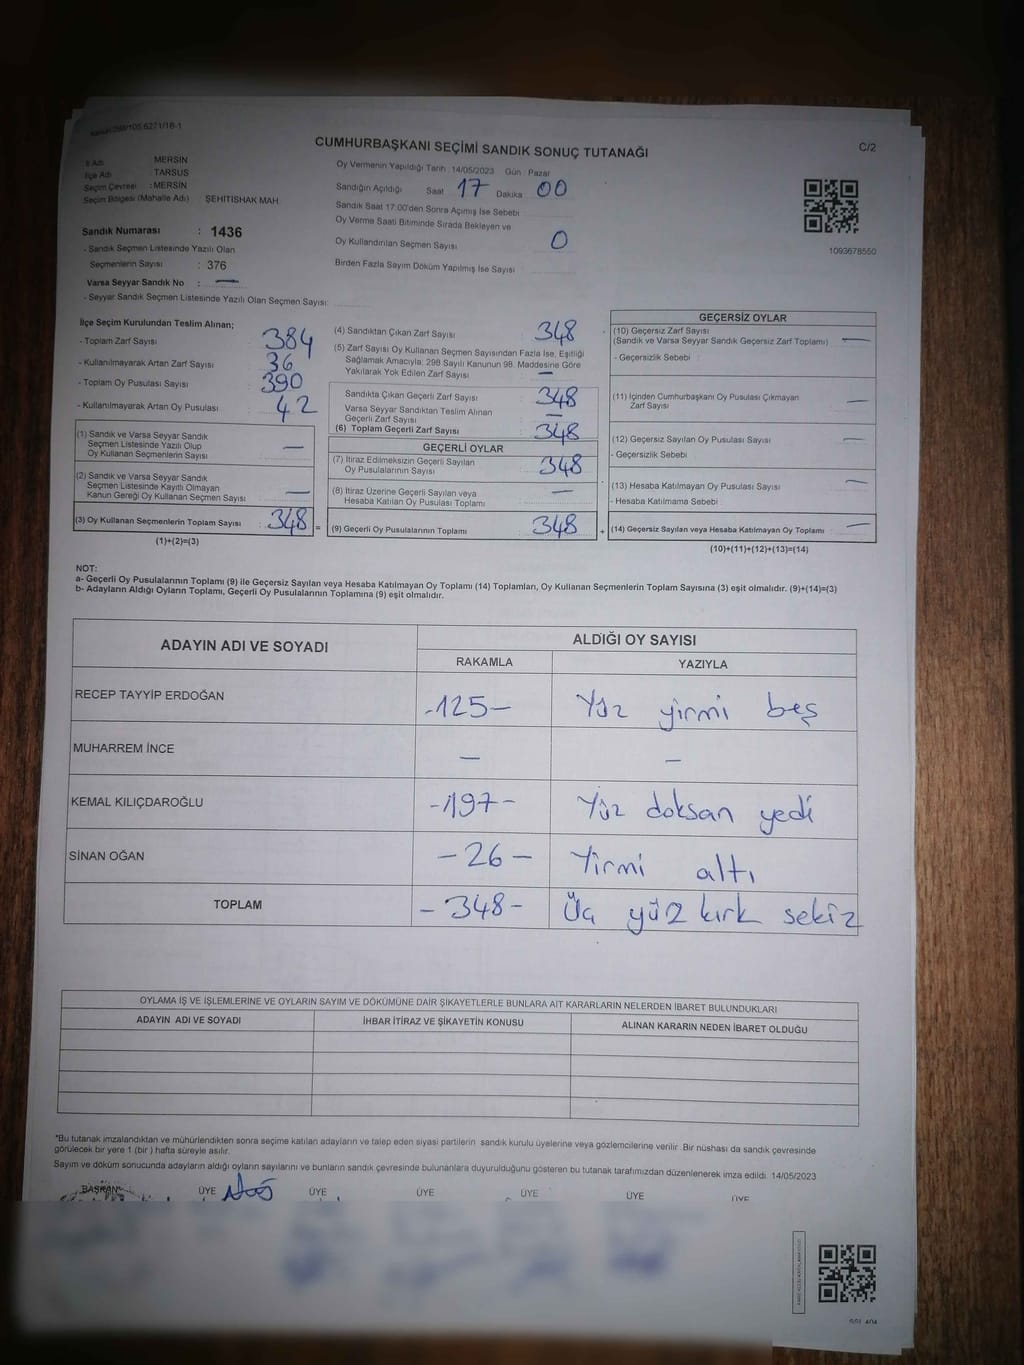 CUMHURBAŞKANI SEÇİMİ SANDIK SONUÇ TUTANAĞI
C/2
İl Adı MERSİN
İlçe Adı TARSUS
Seçim Çevresi : MERSİN
Seçim Bölgesi (Mahalle Adı) ŞEHİTİSHAK MAH.
Oy Vermenin Yapıldığı Tarih :14/05/2023 Gün : Pazar
Sandığın Açıldığı Saat 17 Dakika 00
Sandık Saat 17:00'den Sonra Açılmış İse Sebebi
Oy Verme Saati Bitiminde Sırada Bekleyen ve
Oy Kullandırılan Seçmen Sayısı 0
Birden Fazla Sayım Döküm Yapılmış İse Sayısı
1093678550
Sandık Numarası : 1436
- Sandık Seçmen Listesinde Yazılı Olan
Seçmenlerin Sayısı : 376
Varsa Seyyar Sandık No : —
- Seyyar Sandık Seçmen Listesinde Yazılı Olan Seçmen Sayısı:
İlçe Seçim Kurulundan Teslim Alınan;
- Toplam Zarf Sayısı 384
- Kullanılmayarak Artan Zarf Sayısı 36
- Toplam Oy Pusulası Sayısı 390
- Kullanılmayarak Artan Oy Pusulası 42
(1) Sandık ve Varsa Seyyar Sandık
Seçmen Listesinde Yazılı Olup
Oy Kullanan Seçmenlerin Sayısı —
(2) Sandık ve Varsa Seyyar Sandık
Seçmen Listesinde Kayıtlı Olmayan
Kanun Gereği Oy Kullanan Seçmen Sayısı —
(3) Oy Kullanan Seçmenlerin Toplam Sayısı : 348 =
(1)+(2)=(3)
(4) Sandıktan Çıkan Zarf Sayısı 348
(5) Zarf Sayısı Oy Kullanan Seçmen Sayısından Fazla İse, Eşitliği
Sağlamak Amacıyla; 298 Sayılı Kanunun 98. Maddesine Göre
Yakılarak Yok Edilen Zarf Sayısı —
Sandıkta Çıkan Geçerli Zarf Sayısı 348
Varsa Seyyar Sandıktan Teslim Alınan
Geçerli Zarf Sayısı —
(6) Toplam Geçerli Zarf Sayısı 348
GEÇERLİ OYLAR
(7) İtiraz Edilmeksizin Geçerli Sayılan
Oy Pusulalarının Sayısı 348
(8) İtiraz Üzerine Geçerli Sayılan veya
Hesaba Katılan Oy Pusulası Toplamı —
(9) Geçerli Oy Pusulalarının Toplamı 348 +
GEÇERSİZ OYLAR
(10) Geçersiz Zarf Sayısı
(Sandık ve Varsa Seyyar Sandık Geçersiz Zarf Toplamı) —
- Geçersizlik Sebebi :
(11) İçinden Cumhurbaşkanı Oy Pusulası Çıkmayan
Zarf Sayısı —
(12) Geçersiz Sayılan Oy Pusulası Sayısı —
- Geçersizlik Sebebi
(13) Hesaba Katılmayan Oy Pusulası Sayısı —
- Hesaba Katılmama Sebebi
(14) Geçersiz Sayılan veya Hesaba Katılmayan Oy Toplamı —
(10)+(11)+(12)+(13)=(14)
NOT:
a- Geçerli Oy Pusulalarının Toplamı (9) ile Geçersiz Sayılan veya Hesaba Katılmayan Oy Toplamı (14) Toplamları, Oy Kullanan Seçmenlerin Toplam Sayısına (3) eşit olmalıdır. (9)+(14)=(3)
b- Adayların Aldığı Oyların Toplamı, Geçerli Oy Pusulalarının Toplamına (9) eşit olmalıdır.
ADAYIN ADI VE SOYADI
ALDIĞI OY SAYISI
RAKAMLA YAZIYLA
RECEP TAYYİP ERDOĞAN -125- Yüz yirmi beş
MUHARREM İNCE — —
KEMAL KILIÇDAROĞLU -197- Yüz doksan yedi
SİNAN OĞAN -26- Yirmi altı
TOPLAM -348- Üç yüz kırk sekiz
OYLAMA İŞ VE İŞLEMLERİNE VE OYLARIN SAYIM VE DÖKÜMÜNE DAİR ŞİKAYETLERLE BUNLARA AİT KARARLARIN NELERDEN İBARET BULUNDUKLARI
ADAYIN ADI VE SOYADI İHBAR İTİRAZ VE ŞİKAYETİN KONUSU ALINAN KARARIN NEDEN İBARET OLDUĞU
*Bu tutanak imzalandıktan ve mühürlendikten sonra seçime katılan adayların ve talep eden siyasi partilerin sandık kurulu üyelerine veya gözlemcilerine verilir. Bir nüshası da sandık çevresinde
görülecek bir yere 1 (bir) hafta süreyle asılır.
Sayım ve döküm sonucunda adayların aldığı oyların sayılarını ve bunların sandık çevresinde bulunanlara duyurulduğunu gösteren bu tutanak tarafımızdan düzenlenerek imza edildi. 14/05/2023
BAŞKAN ÜYE ÜYE ÜYE ÜYE ÜYE ÜYE